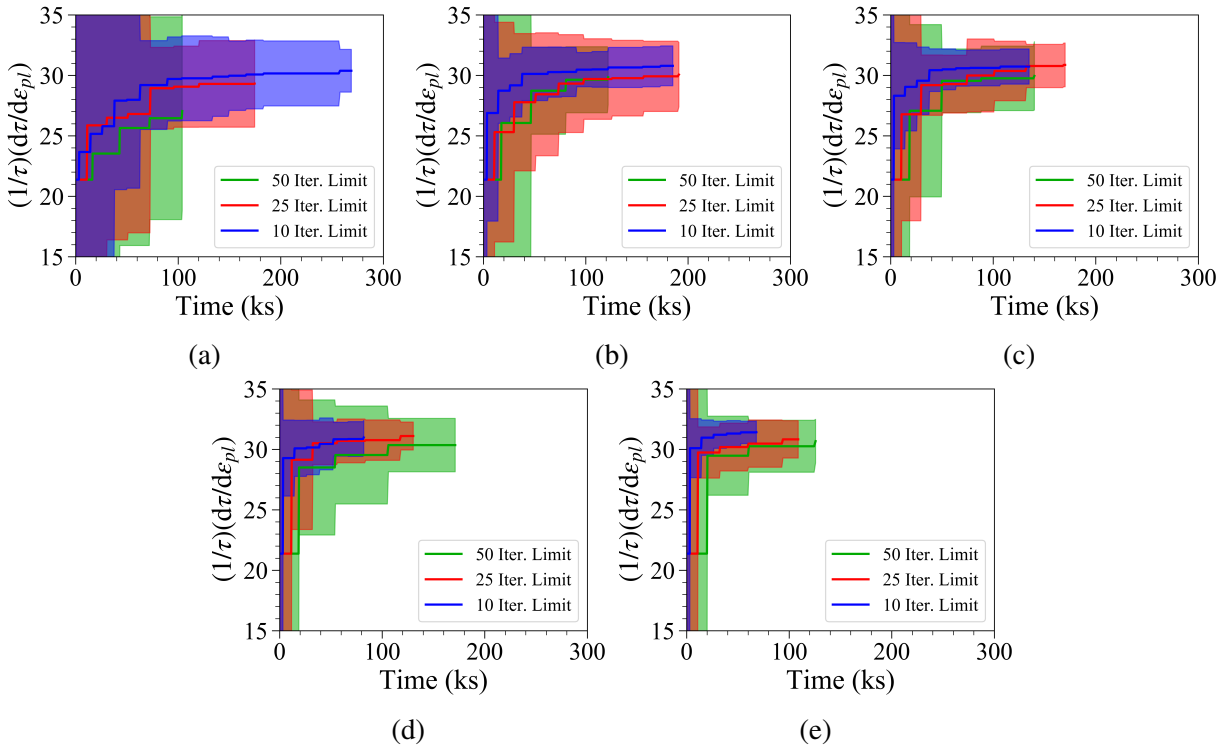 35
30
25
20
15
(1/τ)(dτ/dε_pl)
50 Iter. Limit
25 Iter. Limit
10 Iter. Limit
0 100 200 300
Time (ks)
(a)
35
30
25
20
15
(1/τ)(dτ/dε_pl)
50 Iter. Limit
25 Iter. Limit
10 Iter. Limit
0 100 200 300
Time (ks)
(b)
35
30
25
20
15
(1/τ)(dτ/dε_pl)
50 Iter. Limit
25 Iter. Limit
10 Iter. Limit
0 100 200 300
Time (ks)
(c)
35
30
25
20
15
(1/τ)(dτ/dε_pl)
50 Iter. Limit
25 Iter. Limit
10 Iter. Limit
0 100 200 300
Time (ks)
(d)
35
30
25
20
15
(1/τ)(dτ/dε_pl)
50 Iter. Limit
25 Iter. Limit
10 Iter. Limit
0 100 200 300
Time (ks)
(e)